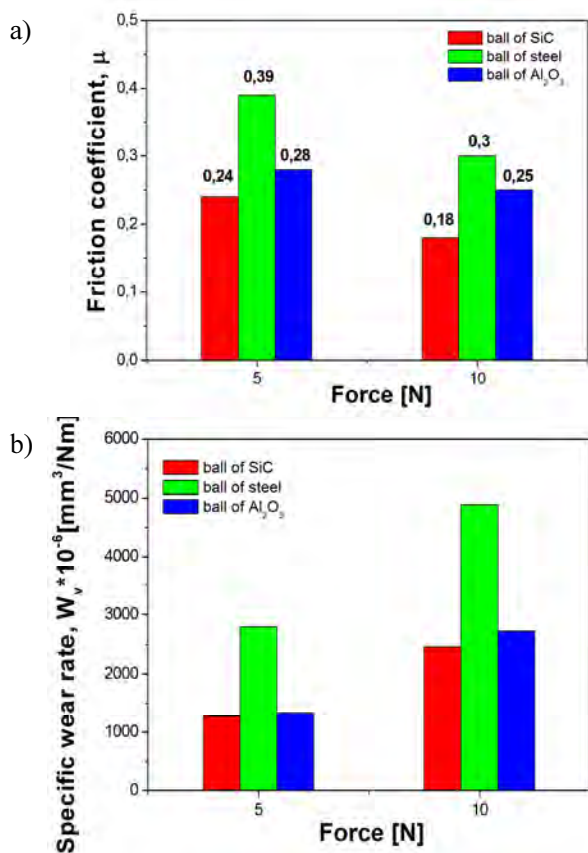 a)
Friction coefficient, μ
0,5
0,4
0,3
0,2
0,1
0,0
ball of SiC
ball of steel
ball of Al₂O₃
0,24
0,39
0,28
0,18
0,3
0,25
5
10
Force [N]
b)
Specific wear rate, Wᵥ*10⁻⁶[mm³/Nm]
6000
5000
4000
3000
2000
1000
0
ball of SiC
ball of steel
ball of Al₂O₃
5
10
Force [N]